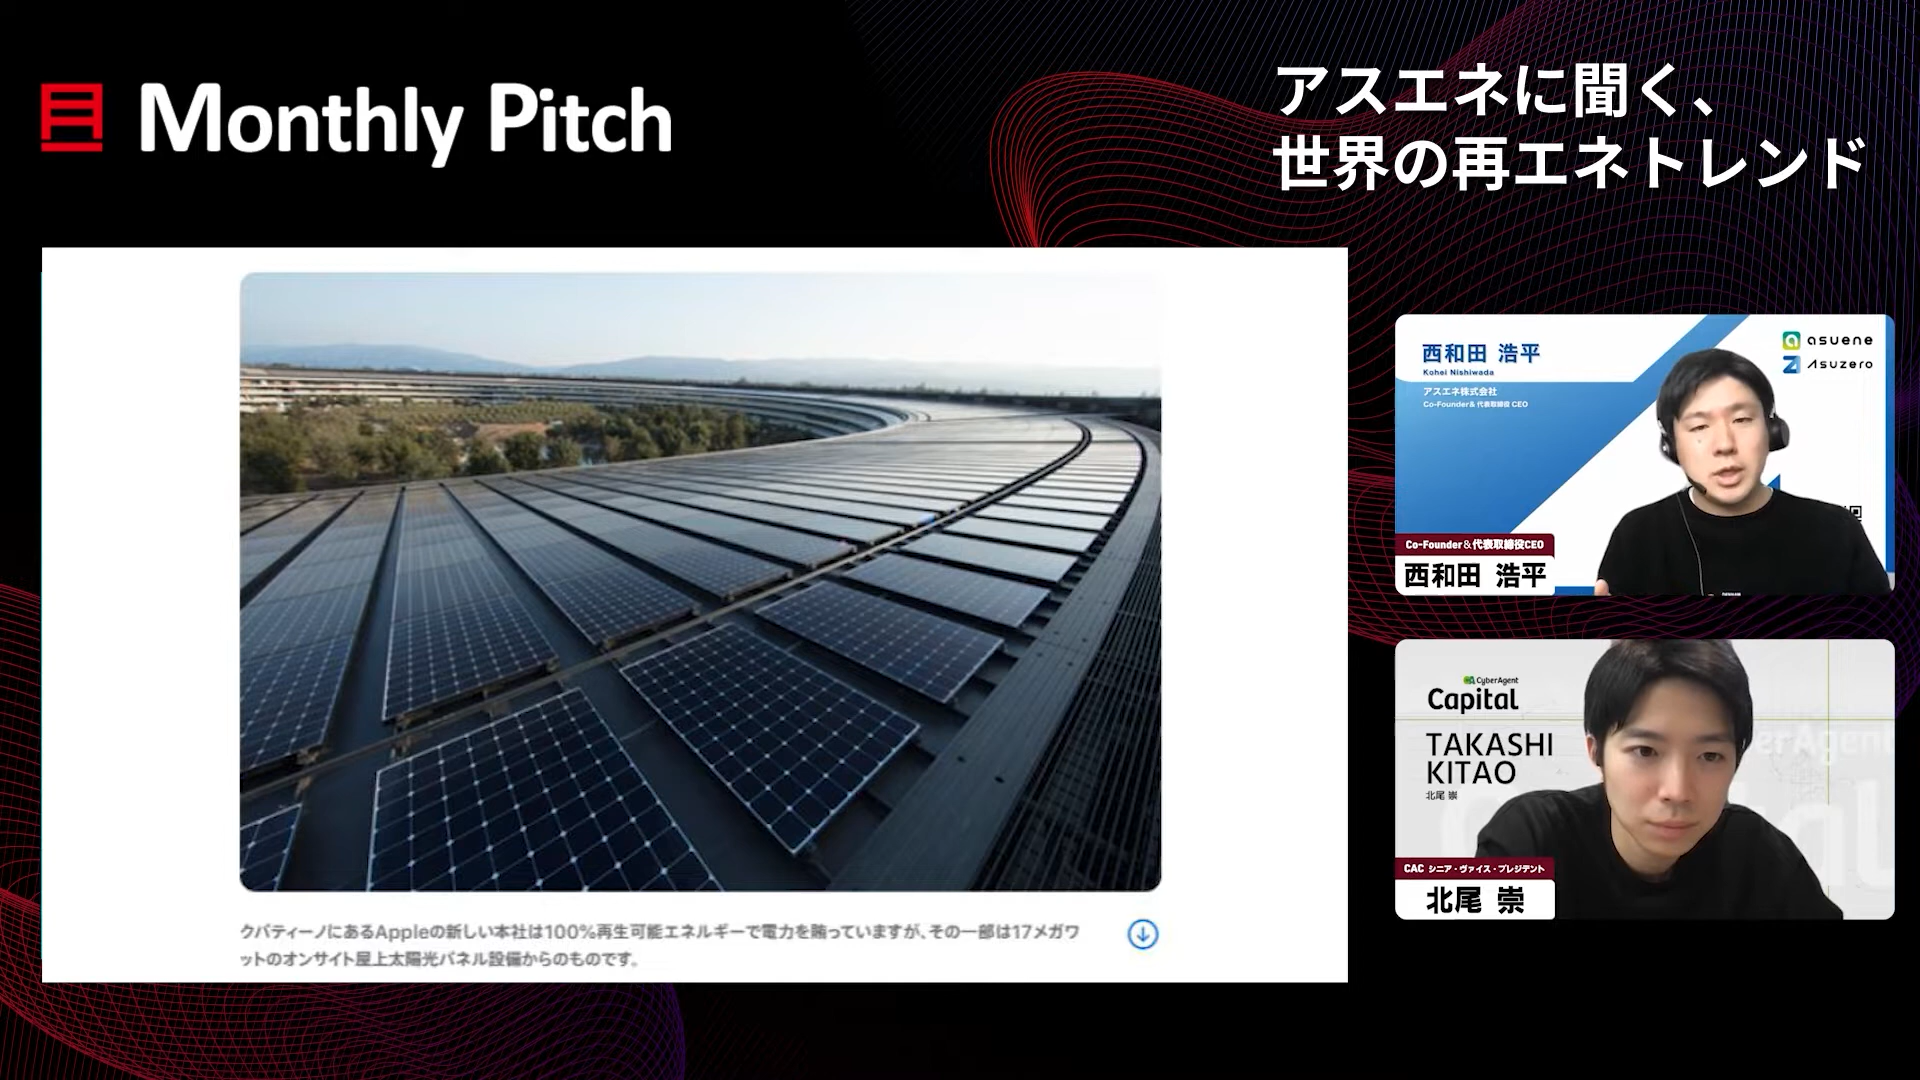 Monthly Pitch
アスエネに聞く、
世界の再エネトレンド
クパティーノにあるAppleの新しい本社は100%再生可能エネルギーで電力を賄っていますが、その一部は17メガワ
ットのオンサイト屋上太陽光パネル設備からのものです。
西和田 浩平
Kohei Nishiwada
アスエネ株式会社
Co-Founder& 代表取締役 CEO
asuene
Asuzero
Co-Founder&代表取締役CEO
西和田 浩平
CyberAgent
Capital
TAKASHI
KITAO
北尾 崇
CAC シニア・ヴァイス・プレジデント
北尾 崇